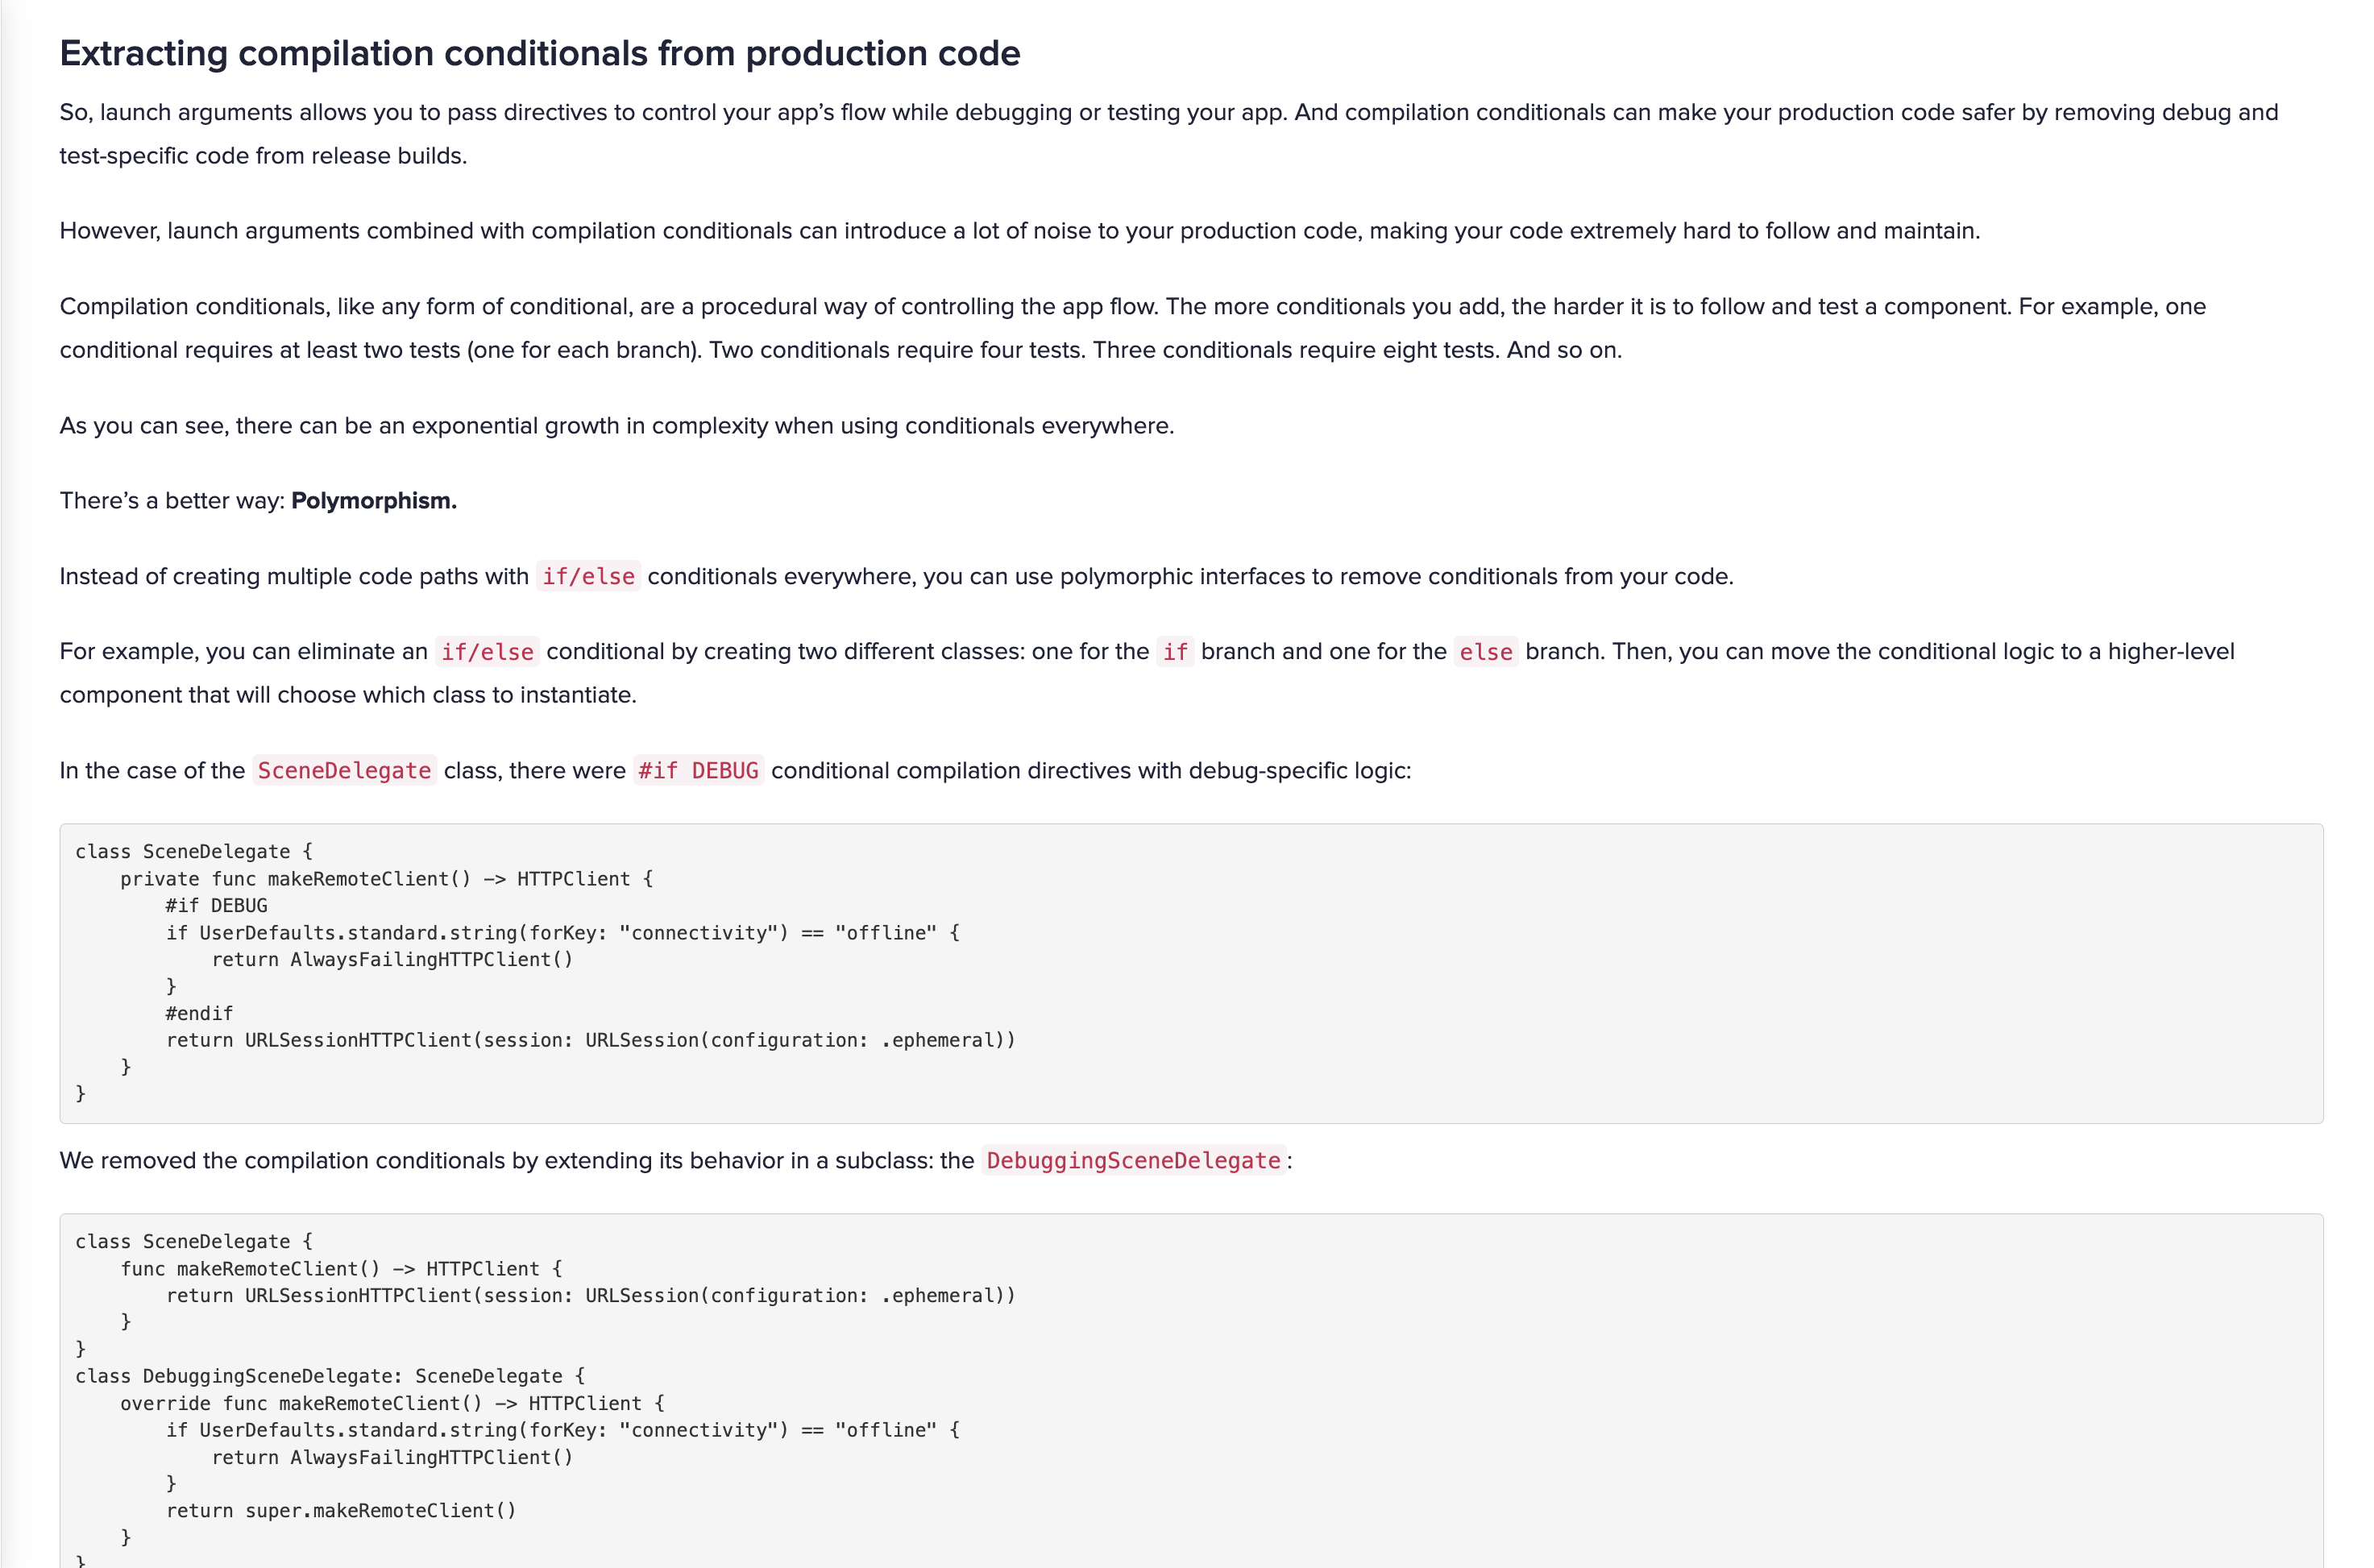 Extracting compilation conditionals from production code
So, launch arguments allows you to pass directives to control your app’s flow while debugging or testing your app. And compilation conditionals can make your production code safer by removing debug and
test-specific code from release builds.
However, launch arguments combined with compilation conditionals can introduce a lot of noise to your production code, making your code extremely hard to follow and maintain.
Compilation conditionals, like any form of conditional, are a procedural way of controlling the app flow. The more conditionals you add, the harder it is to follow and test a component. For example, one
conditional requires at least two tests (one for each branch). Two conditionals require four tests. Three conditionals require eight tests. And so on.
As you can see, there can be an exponential growth in complexity when using conditionals everywhere.
There’s a better way: Polymorphism.
Instead of creating multiple code paths with if/else conditionals everywhere, you can use polymorphic interfaces to remove conditionals from your code.
For example, you can eliminate an if/else conditional by creating two different classes: one for the if branch and one for the else branch. Then, you can move the conditional logic to a higher-level
component that will choose which class to instantiate.
In the case of the SceneDelegate class, there were #if DEBUG conditional compilation directives with debug-specific logic:
class SceneDelegate {
    private func makeRemoteClient() -> HTTPClient {
        #if DEBUG
        if UserDefaults.standard.string(forKey: "connectivity") == "offline" {
            return AlwaysFailingHTTPClient()
        }
        #endif
        return URLSessionHTTPClient(session: URLSession(configuration: .ephemeral))
    }
}
We removed the compilation conditionals by extending its behavior in a subclass: the DebuggingSceneDelegate:
class SceneDelegate {
    func makeRemoteClient() -> HTTPClient {
        return URLSessionHTTPClient(session: URLSession(configuration: .ephemeral))
    }
}
class DebuggingSceneDelegate: SceneDelegate {
    override func makeRemoteClient() -> HTTPClient {
        if UserDefaults.standard.string(forKey: "connectivity") == "offline" {
            return AlwaysFailingHTTPClient()
        }
        return super.makeRemoteClient()
    }
}